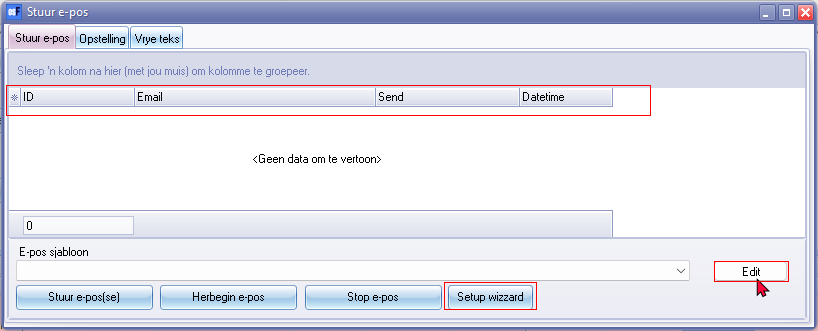 Stuur e-pos
Stuur e-pos Opstelling Vrye teks
Sleep 'n kolom na hier (met jou muis) om kolomme te groepeer.
ID Email Send Datetime
<Geen data om te vertoon>
0
E-pos sjabloon
Edit
Stuur e-pos(se) Herbegin e-pos Stop e-pos Setup wizzard